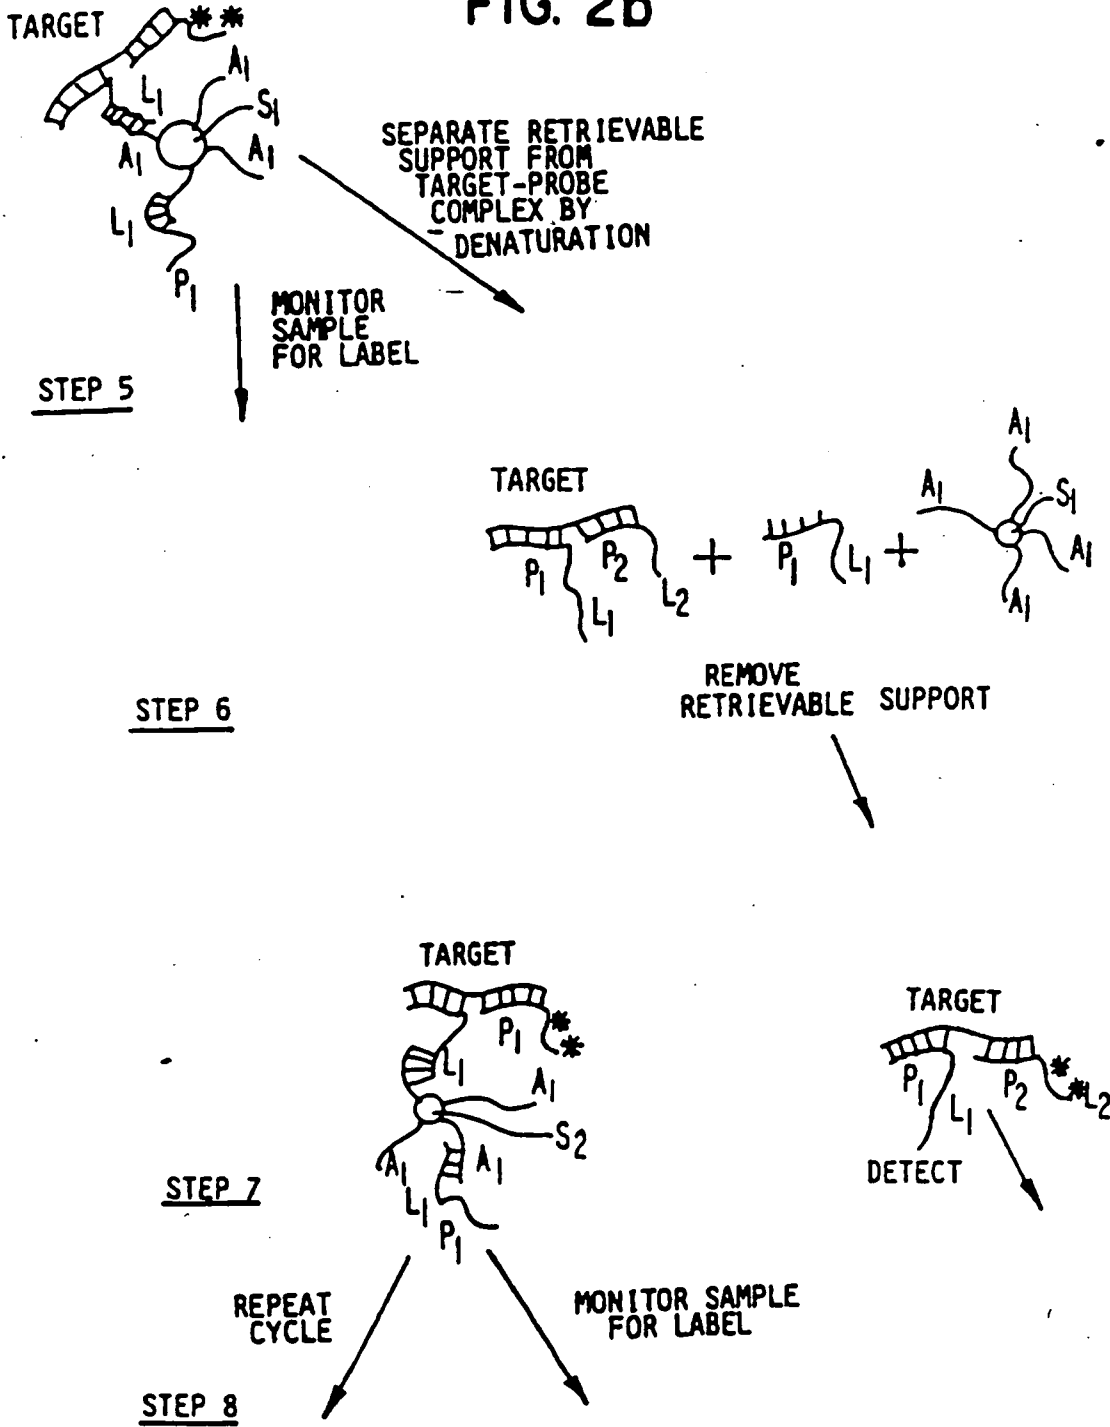 FIG. 2b
TARGET
* *
A1
L1
S1
A1
A1
L1
P1
SEPARATE RETRIEVABLE
SUPPORT FROM
TARGET-PROBE
COMPLEX BY
DENATURATION
MONITOR
SAMPLE
FOR LABEL
STEP 5
TARGET
P1
P2
L1
L2
+
P1
L1
+
A1
A1
S1
A1
A1
REMOVE
RETRIEVABLE SUPPORT
STEP 6
TARGET
P1
*
*
L1
A1
S2
A1
A1
L1
P1
TARGET
P1
P2
L1
*
*L2
DETECT
STEP 7
REPEAT
CYCLE
MONITOR SAMPLE
FOR LABEL
STEP 8